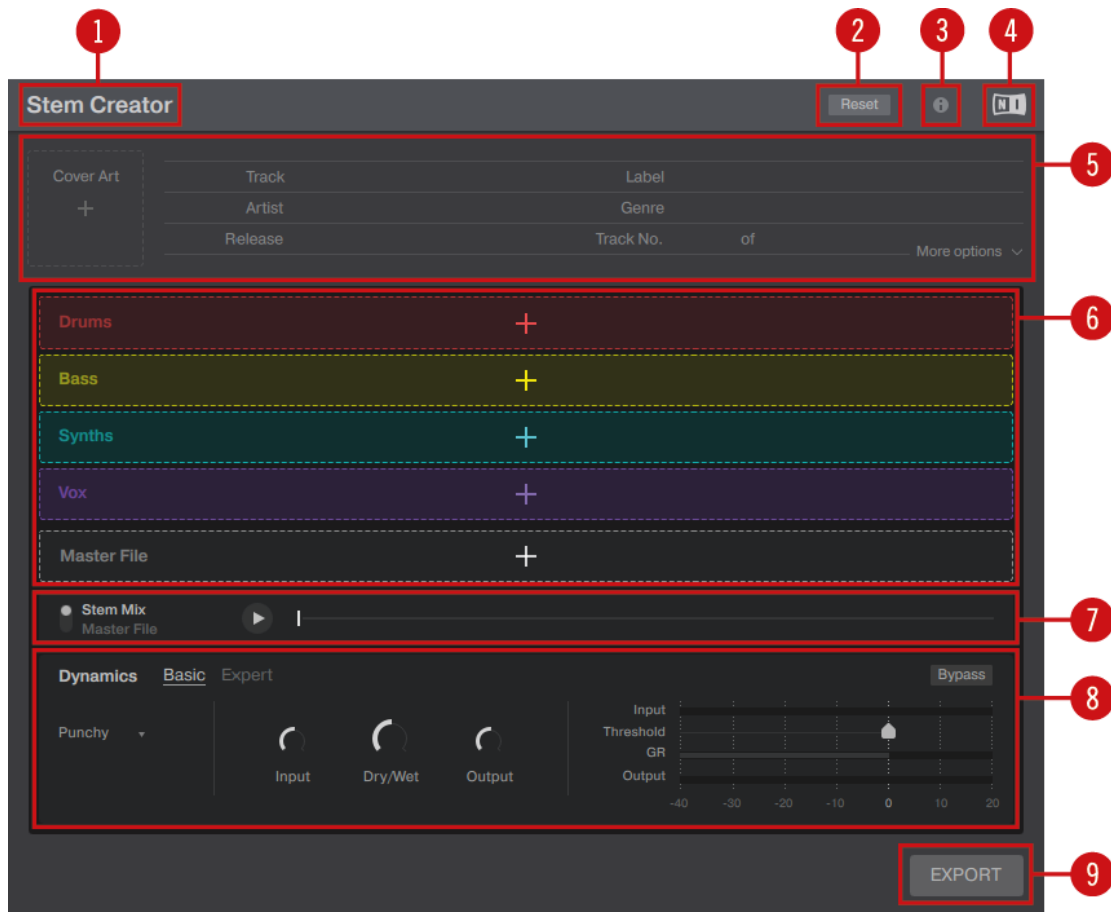 1
2
3
4
Stem Creator
Reset
NI
5
Cover Art
Track
Label
Artist
Genre
Release
Track No.
of
More options
6
Drums
Bass
Synths
Vox
Master File
7
Stem Mix
Master File
8
Dynamics
Basic
Expert
Bypass
Punchy
Input
Dry/Wet
Output
Input
Threshold
GR
Output
-40 -30 -20 -10 0 10 20
9
EXPORT